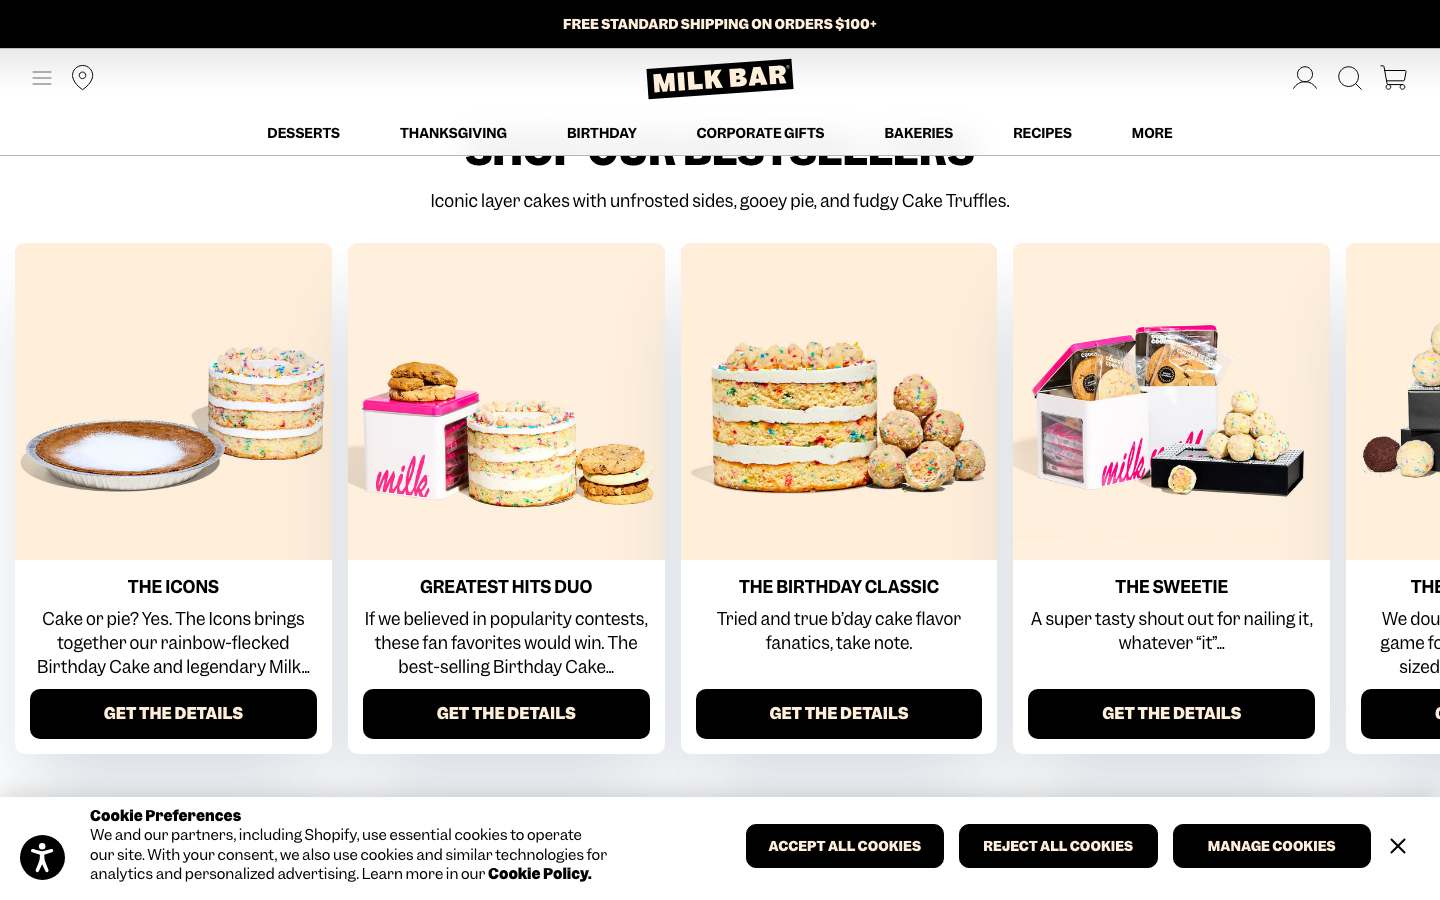 FREE STANDARD SHIPPING ON ORDERS $100+
MILK BAR
DESSERTS THANKSGIVING BIRTHDAY CORPORATE GIFTS BAKERIES RECIPES MORE
SHOP OUR BESTSELLERS
Iconic layer cakes with unfrosted sides, gooey pie, and fudgy Cake Truffles.
milk
milk
THE ICONS
Cake or pie? Yes. The Icons brings
together our rainbow-flecked
Birthday Cake and legendary Milk...
GET THE DETAILS
GREATEST HITS DUO
If we believed in popularity contests,
these fan favorites would win. The
best-selling Birthday Cake...
GET THE DETAILS
THE BIRTHDAY CLASSIC
Tried and true b’day cake flavor
fanatics, take note.
GET THE DETAILS
THE SWEETIE
A super tasty shout out for nailing it,
whatever “it”...
GET THE DETAILS
We dou
game fo
sized
Cookie Preferences
We and our partners, including Shopify, use essential cookies to operate
our site. With your consent, we also use cookies and similar technologies for
analytics and personalized advertising. Learn more in our Cookie Policy.
ACCEPT ALL COOKIES
REJECT ALL COOKIES
MANAGE COOKIES